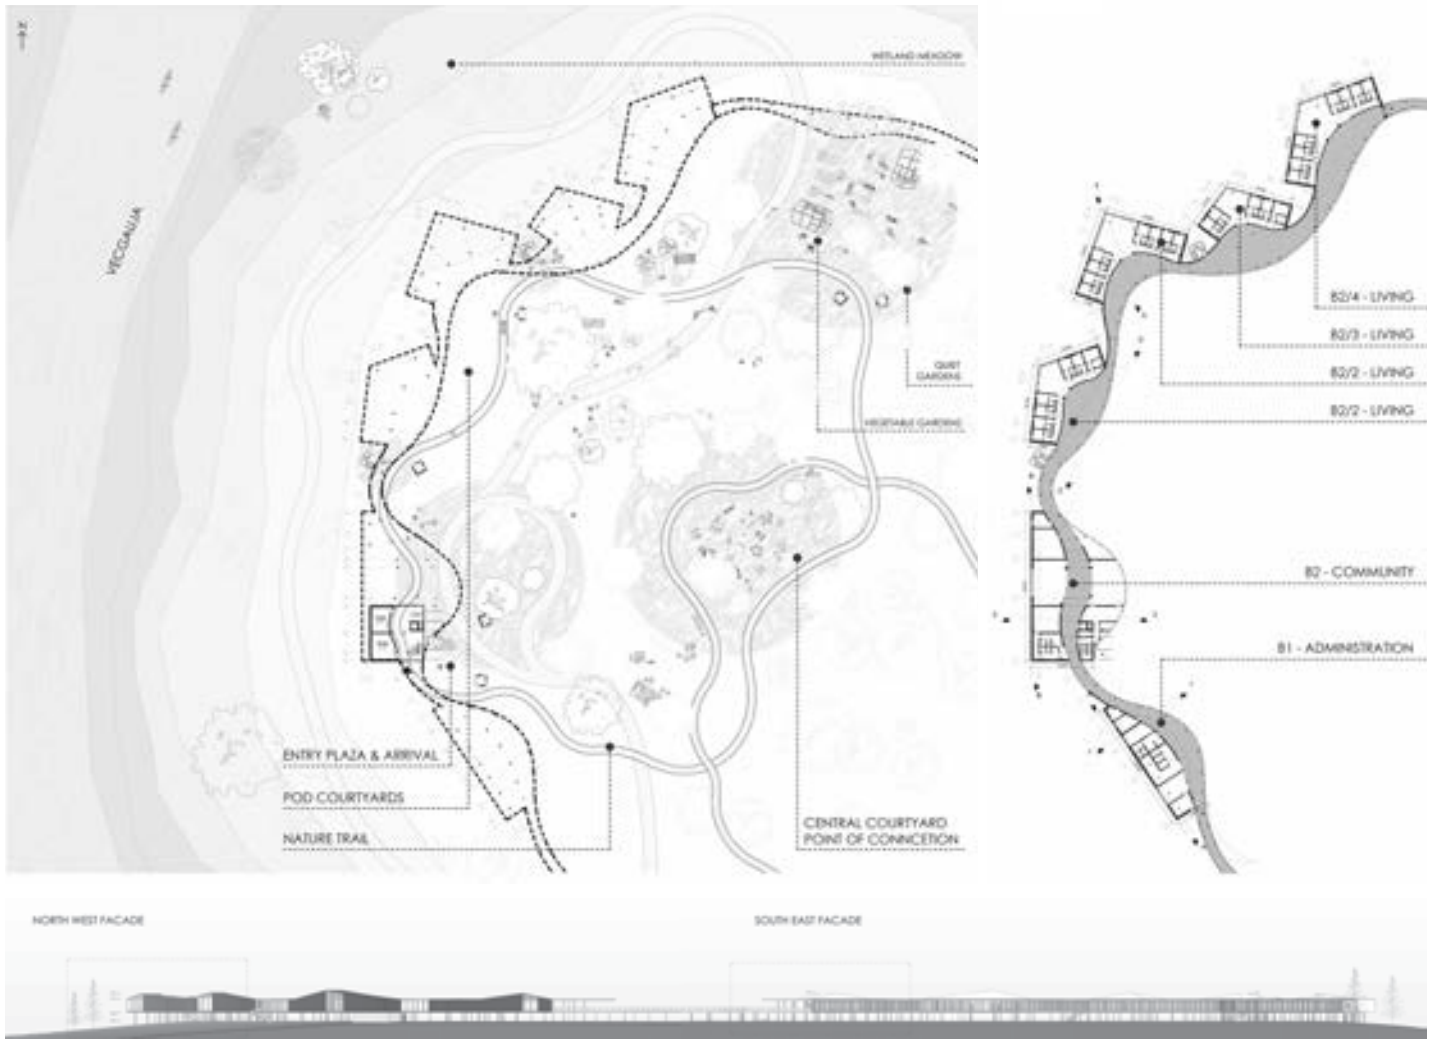 WETLAND MEADOW
VECGAUJA
QUIET
GARDENS
VEGETABLE GARDENS
ENTRY PLAZA & ARRIVAL
POD COURTYARDS
NATURE TRAIL
CENTRAL COURTYARD
POINT OF CONNCETION
B2/4 - LIVING
B2/3 - LIVING
B2/2 - LIVING
B2/2 - LIVING
B2 - COMMUNITY
B1 - ADMINISTRATION
NORTH WEST FACADE
SOUTH EAST FACADE